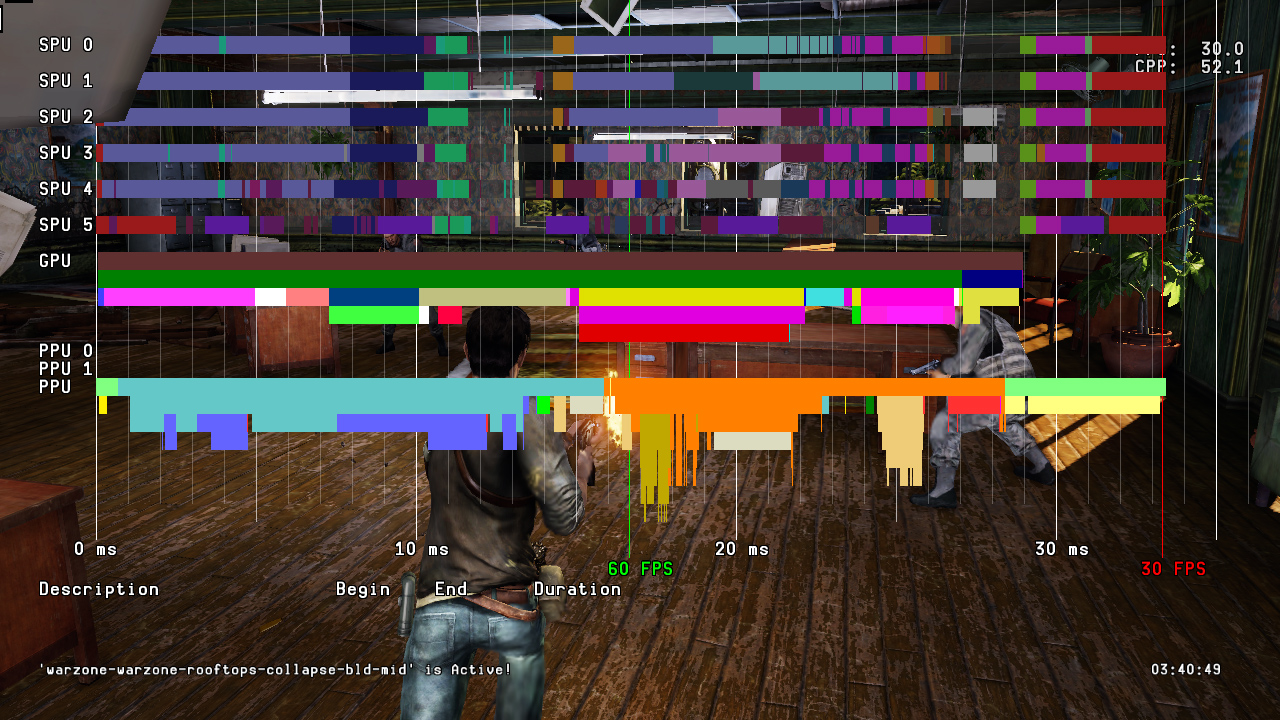 SPU 0
: 30.0
CPP: 52.1
SPU 1
SPU 2
SPU 3
SPU 4
SPU 5
GPU
PPU 0
PPU 1
PPU
0 ms 10 ms 20 ms 30 ms
60 FPS 30 FPS
Description Begin End Duration
'warzone-warzone-rooftops-collapse-bld-mid' is Active! 03:40:49